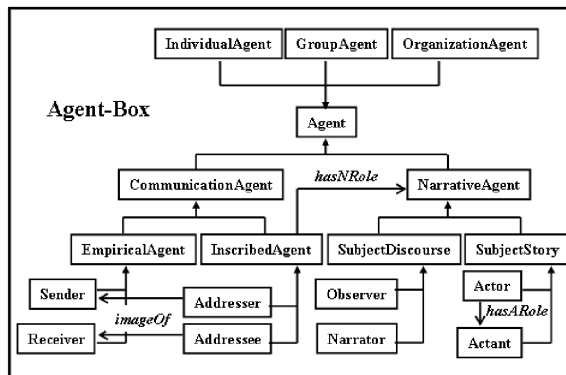 IndividualAgent GroupAgent OrganizationAgent
Agent-Box
Agent
CommunicationAgent hasNRole NarrativeAgent
EmpiricalAgent InscribedAgent SubjectDiscourse SubjectStory
Sender Addresser Observer Actor
imageOf hasARole
Receiver Addressee Narrator Actant